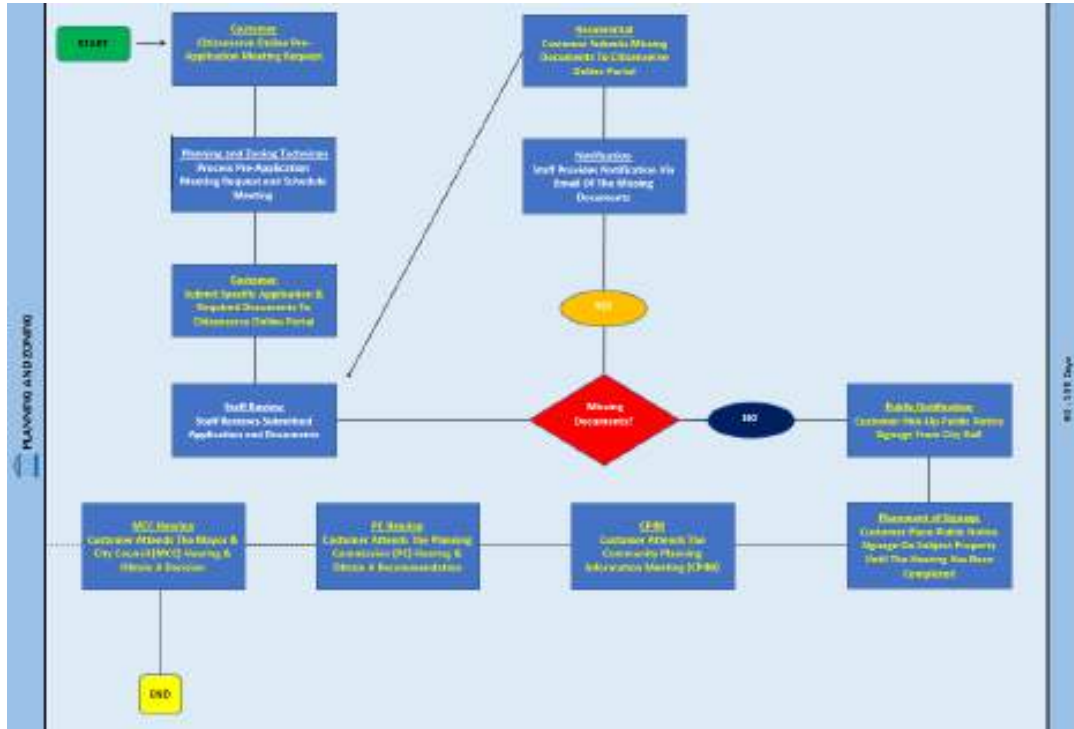 START
Customer
Citizenserve Online Pre-
Application Meeting Request
Planning and Zoning Technician
Process Pre-Application
Meeting Request and Schedule
Meeting
Customer
Submit Specific Application &
Required Documents To
Citizenserve Online Portal
Staff Review
Staff Reviews Submitted
Application and Documents
Resubmittal
Customer Submits Missing
Documents To Citizenserve
Online Portal
Notification
Staff Provides Notification Via
Email Of The Missing
Documents
YES
Missing
Documents?
NO
Public Notification
Customer Pick-Up Public Notice
Signage From City Hall
Placement of Signage
Customer Place Public Notice
Signage On Subject Property
Until The Hearing Has Been
Completed
CPIM
Customer Attends The
Community Planning
Information Meeting (CPIM)
PC Hearing
Customer Attends The Planning
Commission (PC) Hearing &
Obtain A Recommendation
MCC Hearing
Customer Attends The Mayor &
City Council (MCC) Hearing &
Obtain A Decision
END
PLANNING AND ZONING
Days